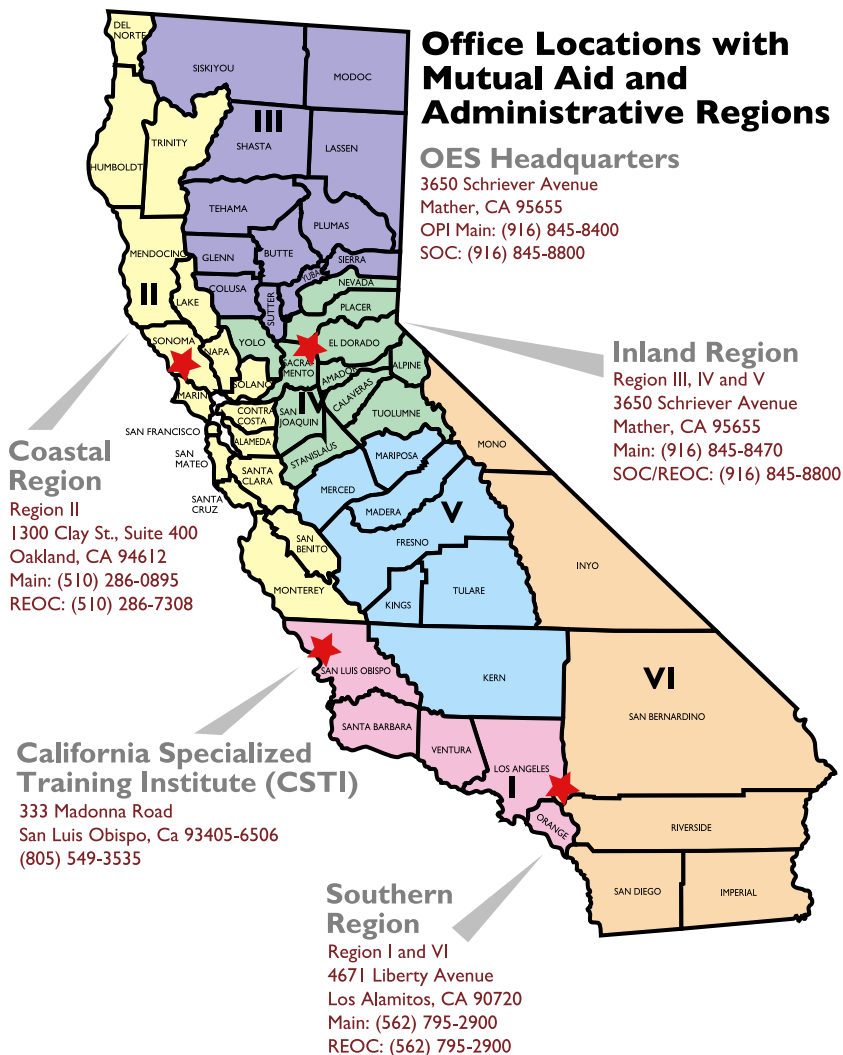 Office Locations with
Mutual Aid and
Administrative Regions
OES Headquarters
3650 Schriever Avenue
Mather, CA 95655
OPI Main: (916) 845-8400
SOC: (916) 845-8800
Inland Region
Region III, IV and V
3650 Schriever Avenue
Mather, CA 95655
Main: (916) 845-8470
SOC/REOC: (916) 845-8800
Coastal
Region
Region II
1300 Clay St., Suite 400
Oakland, CA 94612
Main: (510) 286-0895
REOC: (510) 286-7308
California Specialized
Training Institute (CSTI)
333 Madonna Road
San Luis Obispo, Ca 93405-6506
(805) 549-3535
Southern
Region
Region I and VI
4671 Liberty Avenue
Los Alamitos, CA 90720
Main: (562) 795-2900
REOC: (562) 795-2900
DEL
NORTE
SISKIYOU
MODOC
III
TRINITY
SHASTA
LASSEN
HUMBOLDT
TEHAMA
PLUMAS
MENDOCINO
GLENN
BUTTE
SIERRA
YUBA
NEVADA
COLUSA
II
LAKE
SUTTER
PLACER
SONOMA
YOLO
EL DORADO
NAPA
SACRA-
MENTO
ALPINE
AMADOR
SOLANO
MARIN
CALAVERAS
IV
CONTRA
COSTA
SAN
JOAQUIN
TUOLUMNE
SAN FRANCISCO
ALAMEDA
MONO
STANISLAUS
MARIPOSA
SAN
MATEO
SANTA
CLARA
MERCED
SANTA
CRUZ
MADERA
V
SAN
BENITO
FRESNO
INYO
MONTEREY
KINGS
TULARE
SAN LUIS OBISPO
KERN
VI
SAN BERNARDINO
SANTA BARBARA
VENTURA
LOS ANGELES
I
ORANGE
RIVERSIDE
SAN DIEGO
IMPERIAL